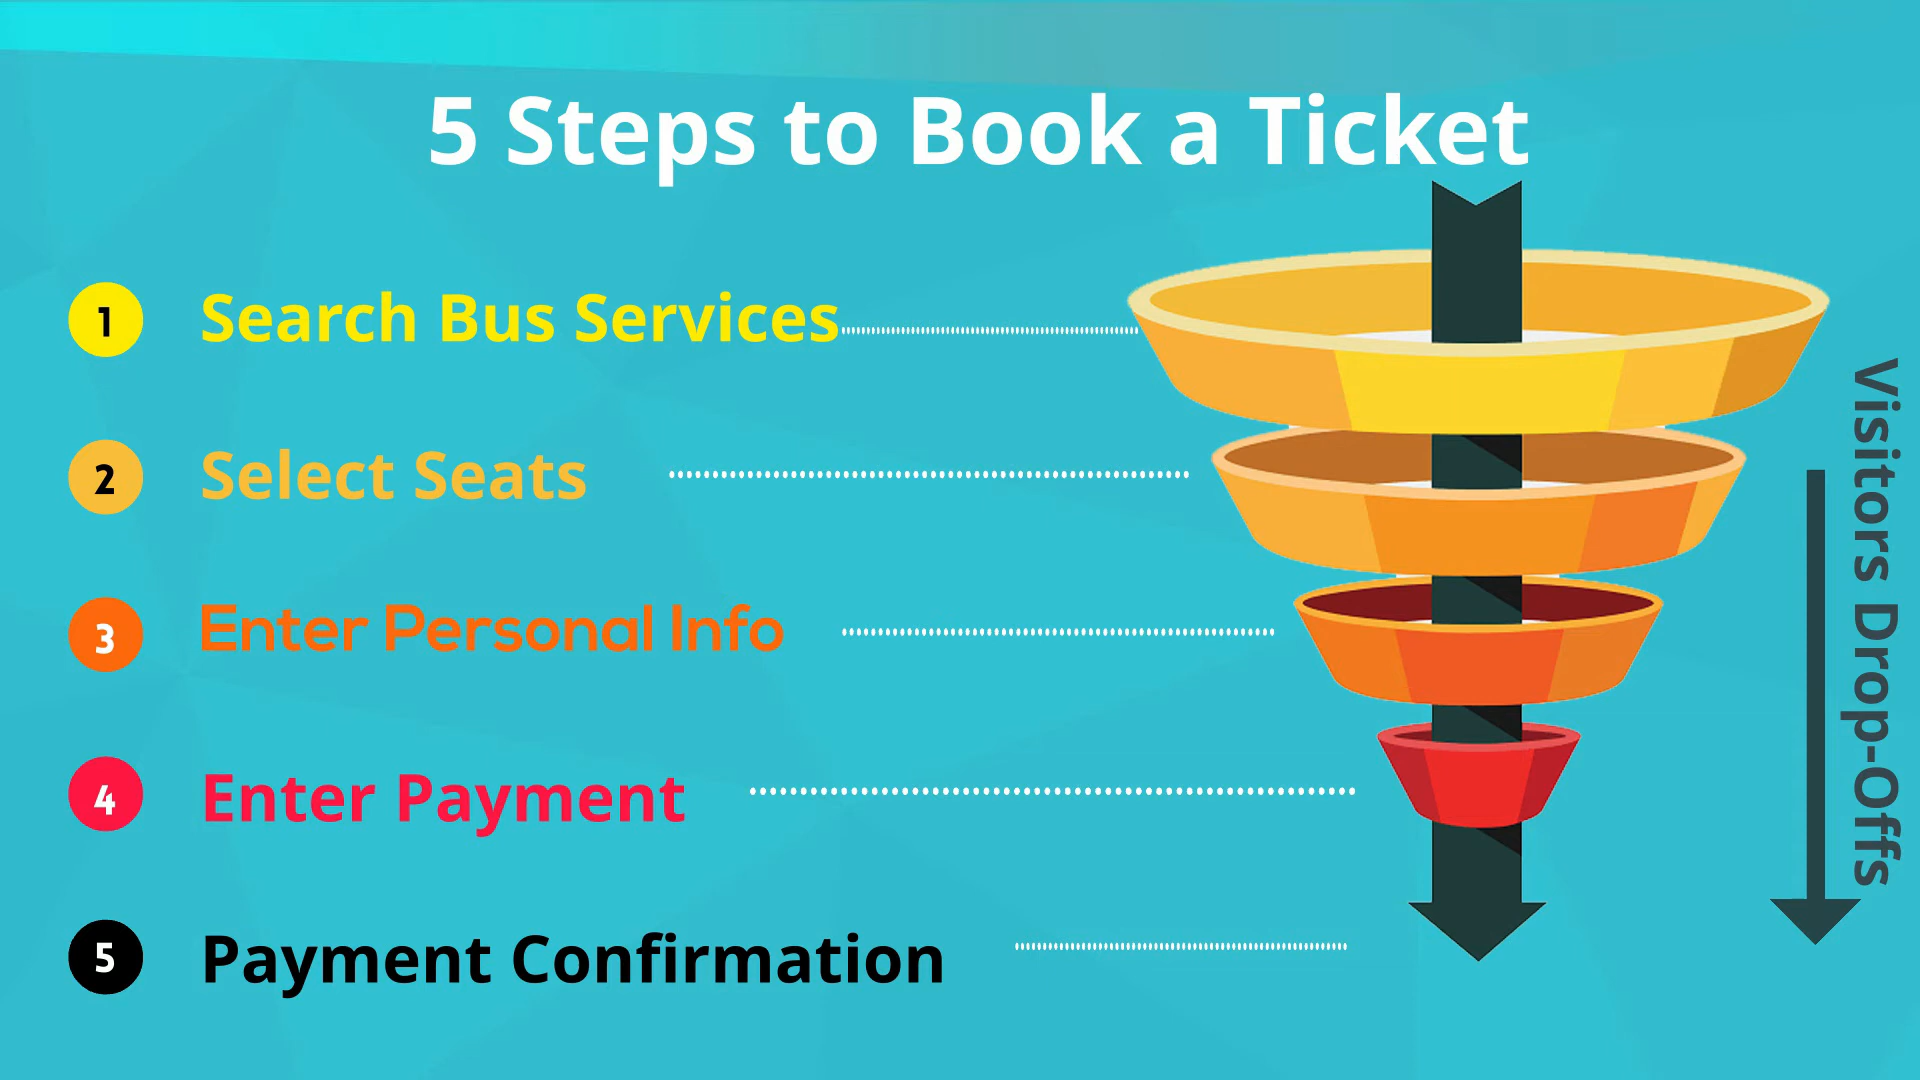 5 Steps to Book a Ticket
1 Search Bus Services
2 Select Seats
3 Enter Personal Info
4 Enter Payment
5 Payment Confirmation
Visitors Drop-Offs